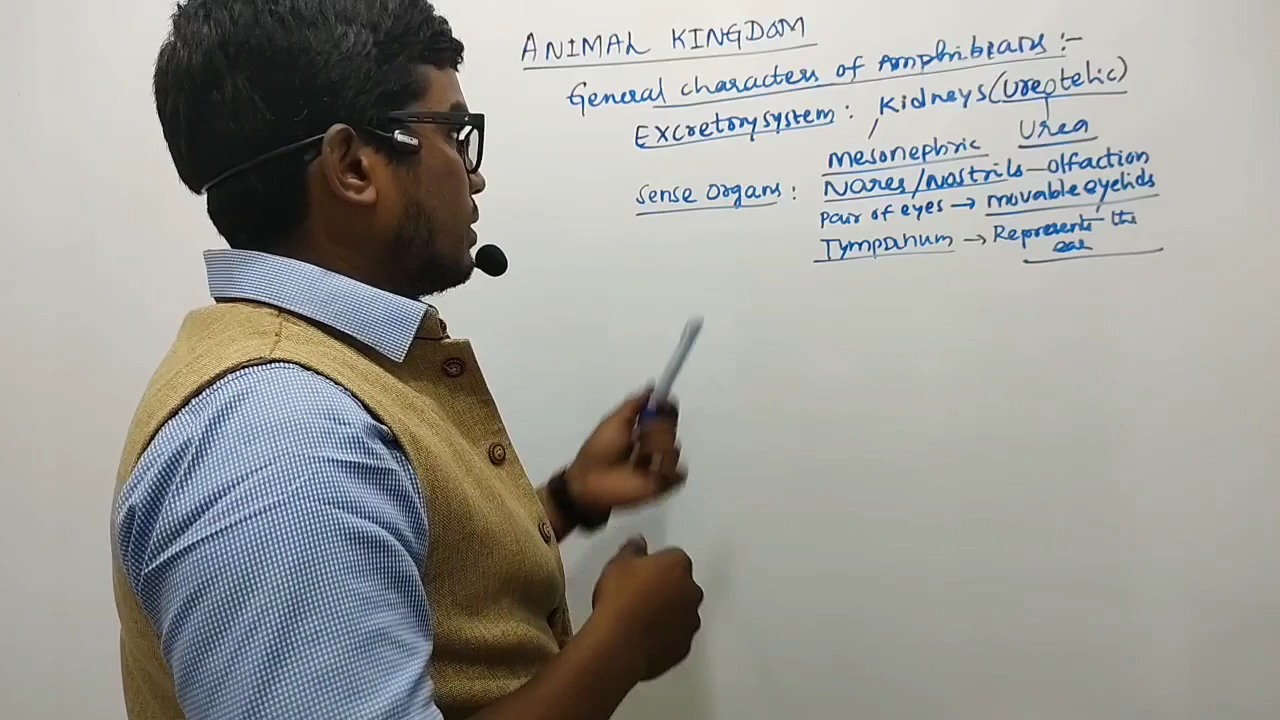 ANIMAL KINGDOM
General characters of Amphibians :-
Excretory system : Kidneys (Ureotelic)
Mesonephric Urea
Sense Organs : Nares/Nostrils - Olfaction
Pair of eyes → movable eyelids
Tympanum → Represents the
ear